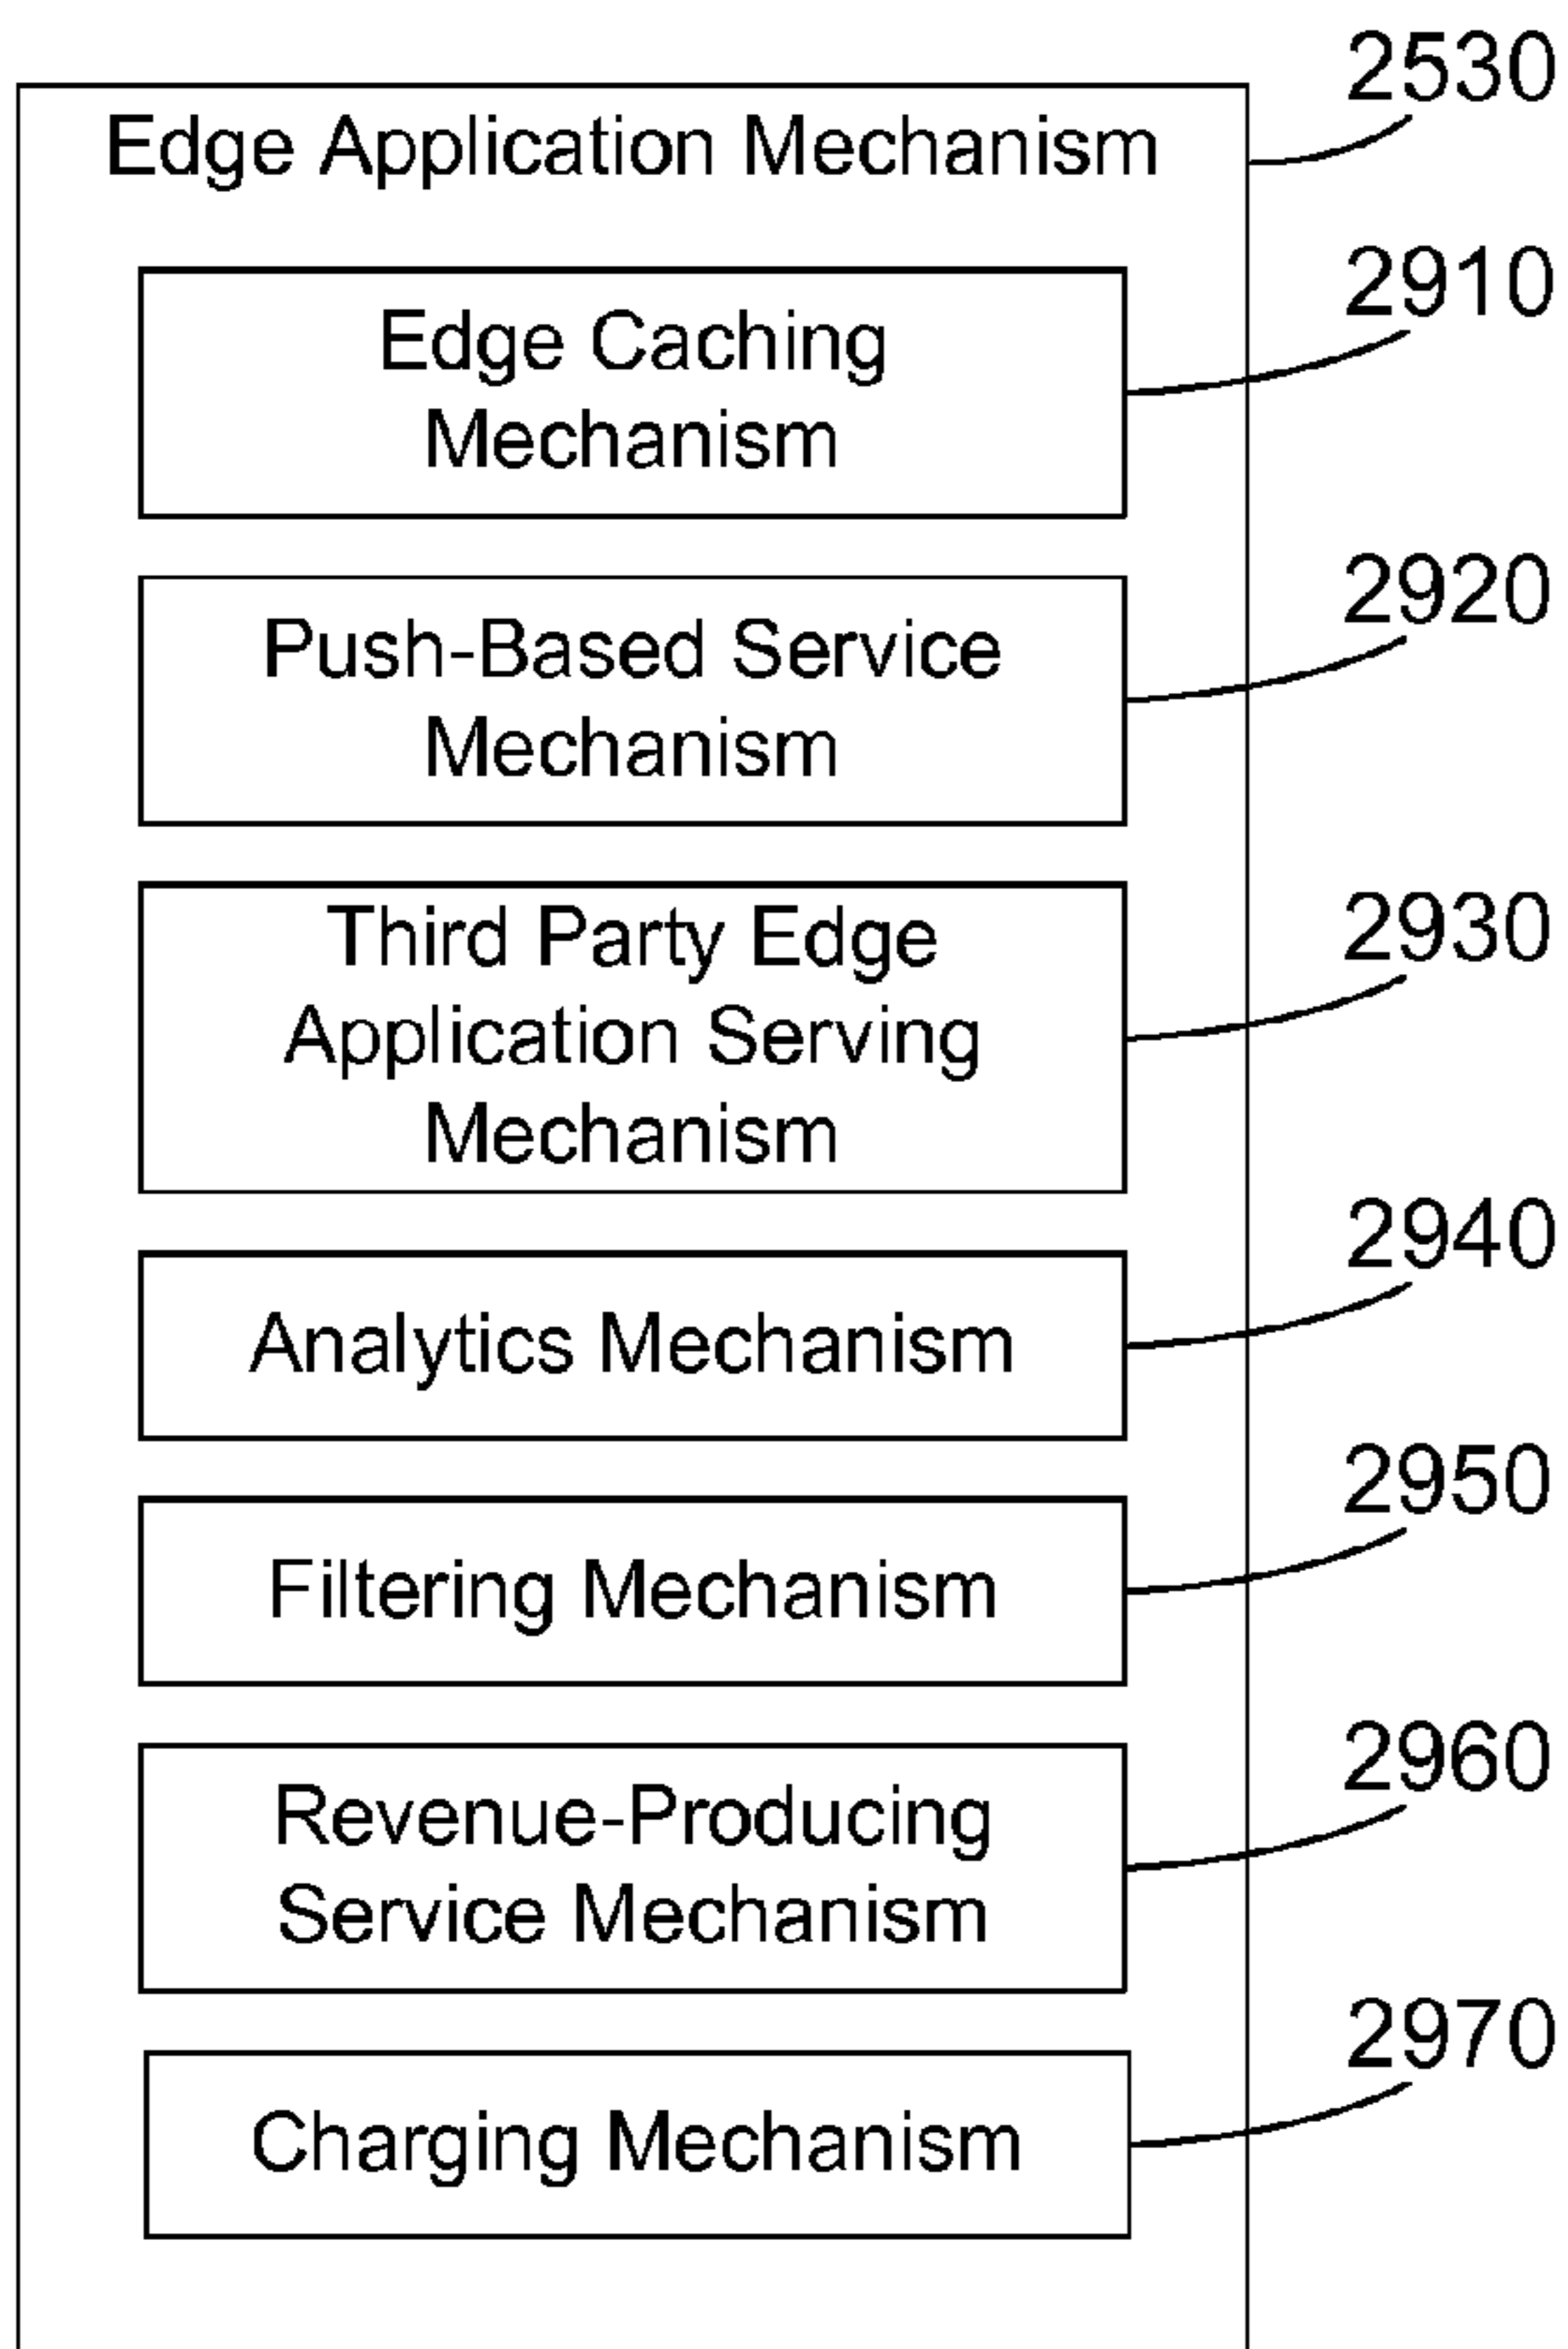 2530
Edge Application Mechanism
2910
Edge Caching
Mechanism
2920
Push-Based Service
Mechanism
2930
Third Party Edge
Application Serving
Mechanism
2940
Analytics Mechanism
2950
Filtering Mechanism
2960
Revenue-Producing
Service Mechanism
2970
Charging Mechanism